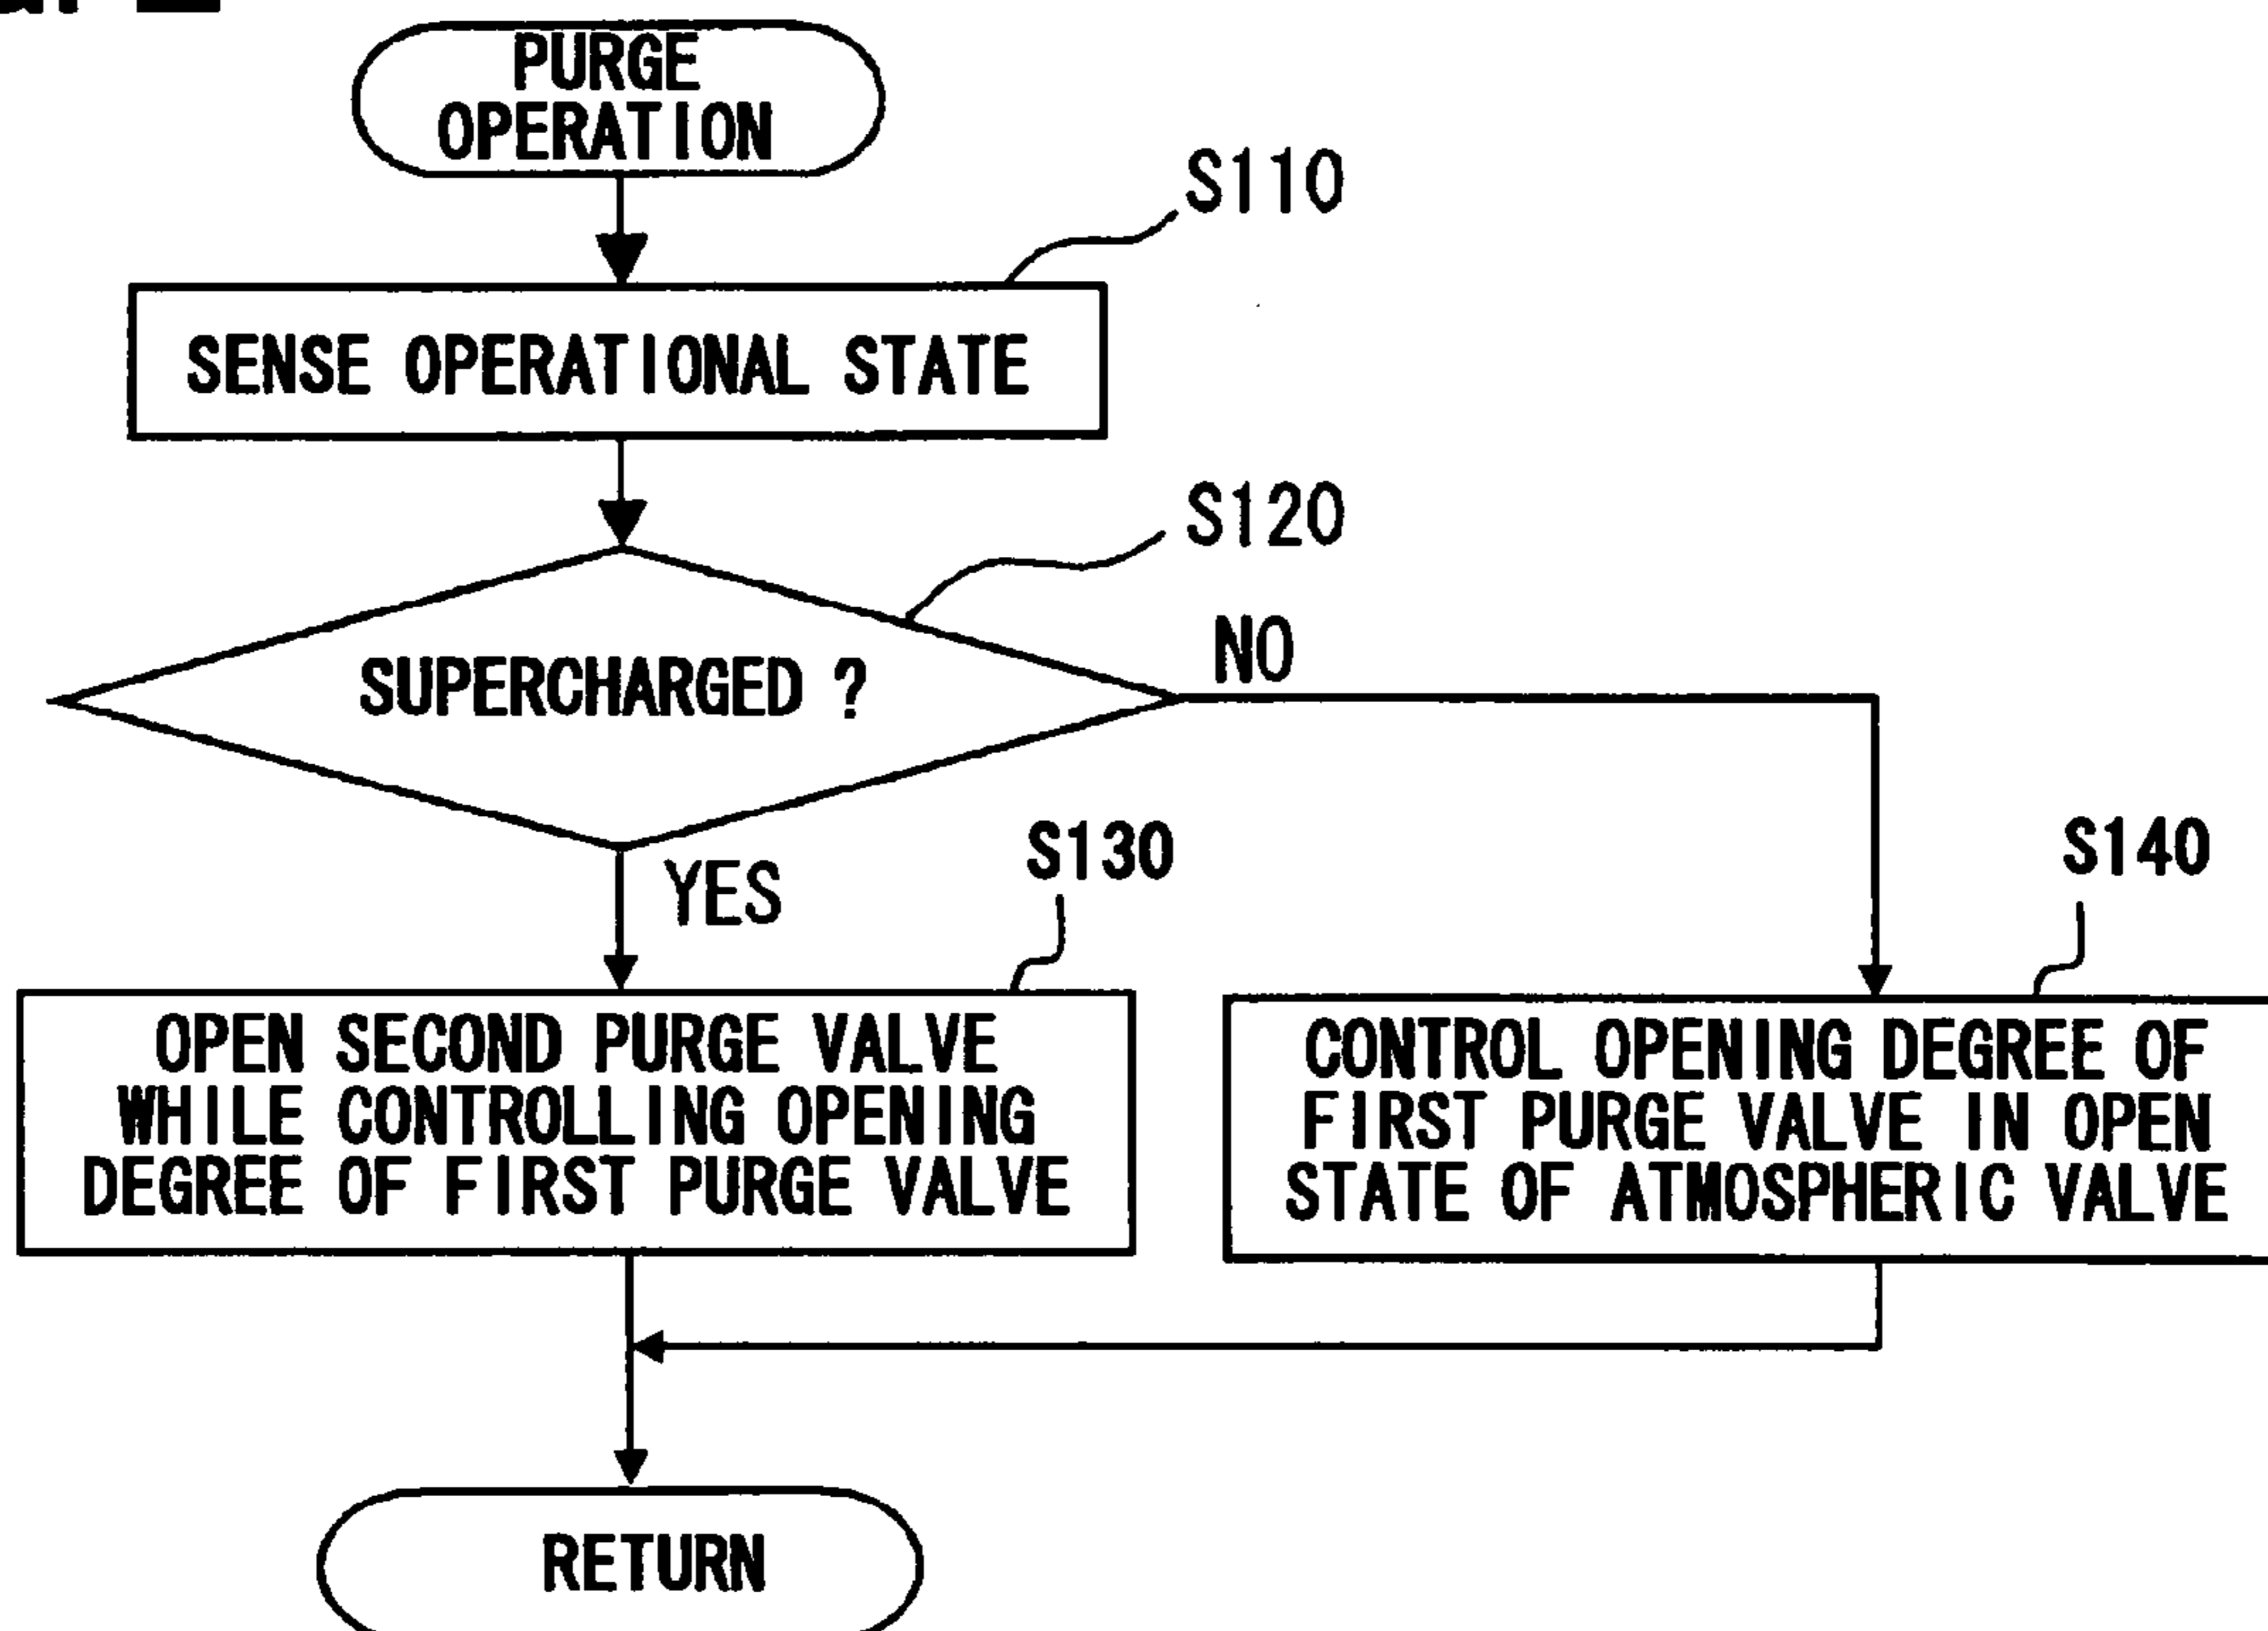 PURGE
OPERATION
S110
SENSE OPERATIONAL STATE
S120
SUPERCHARGED ?
NO
YES
S130
S140
OPEN SECOND PURGE VALVE
WHILE CONTROLLING OPENING
DEGREE OF FIRST PURGE VALVE
CONTROL OPENING DEGREE OF
FIRST PURGE VALVE IN OPEN
STATE OF ATMOSPHERIC VALVE
RETURN